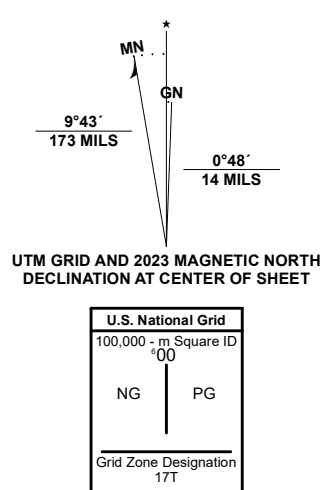 ★
MN
GN
9°43´
173 MILS
0°48´
14 MILS
UTM GRID AND 2023 MAGNETIC NORTH
DECLINATION AT CENTER OF SHEET
U.S. National Grid
100,000 - m Square ID
⁶00
NG PG
Grid Zone Designation
17T